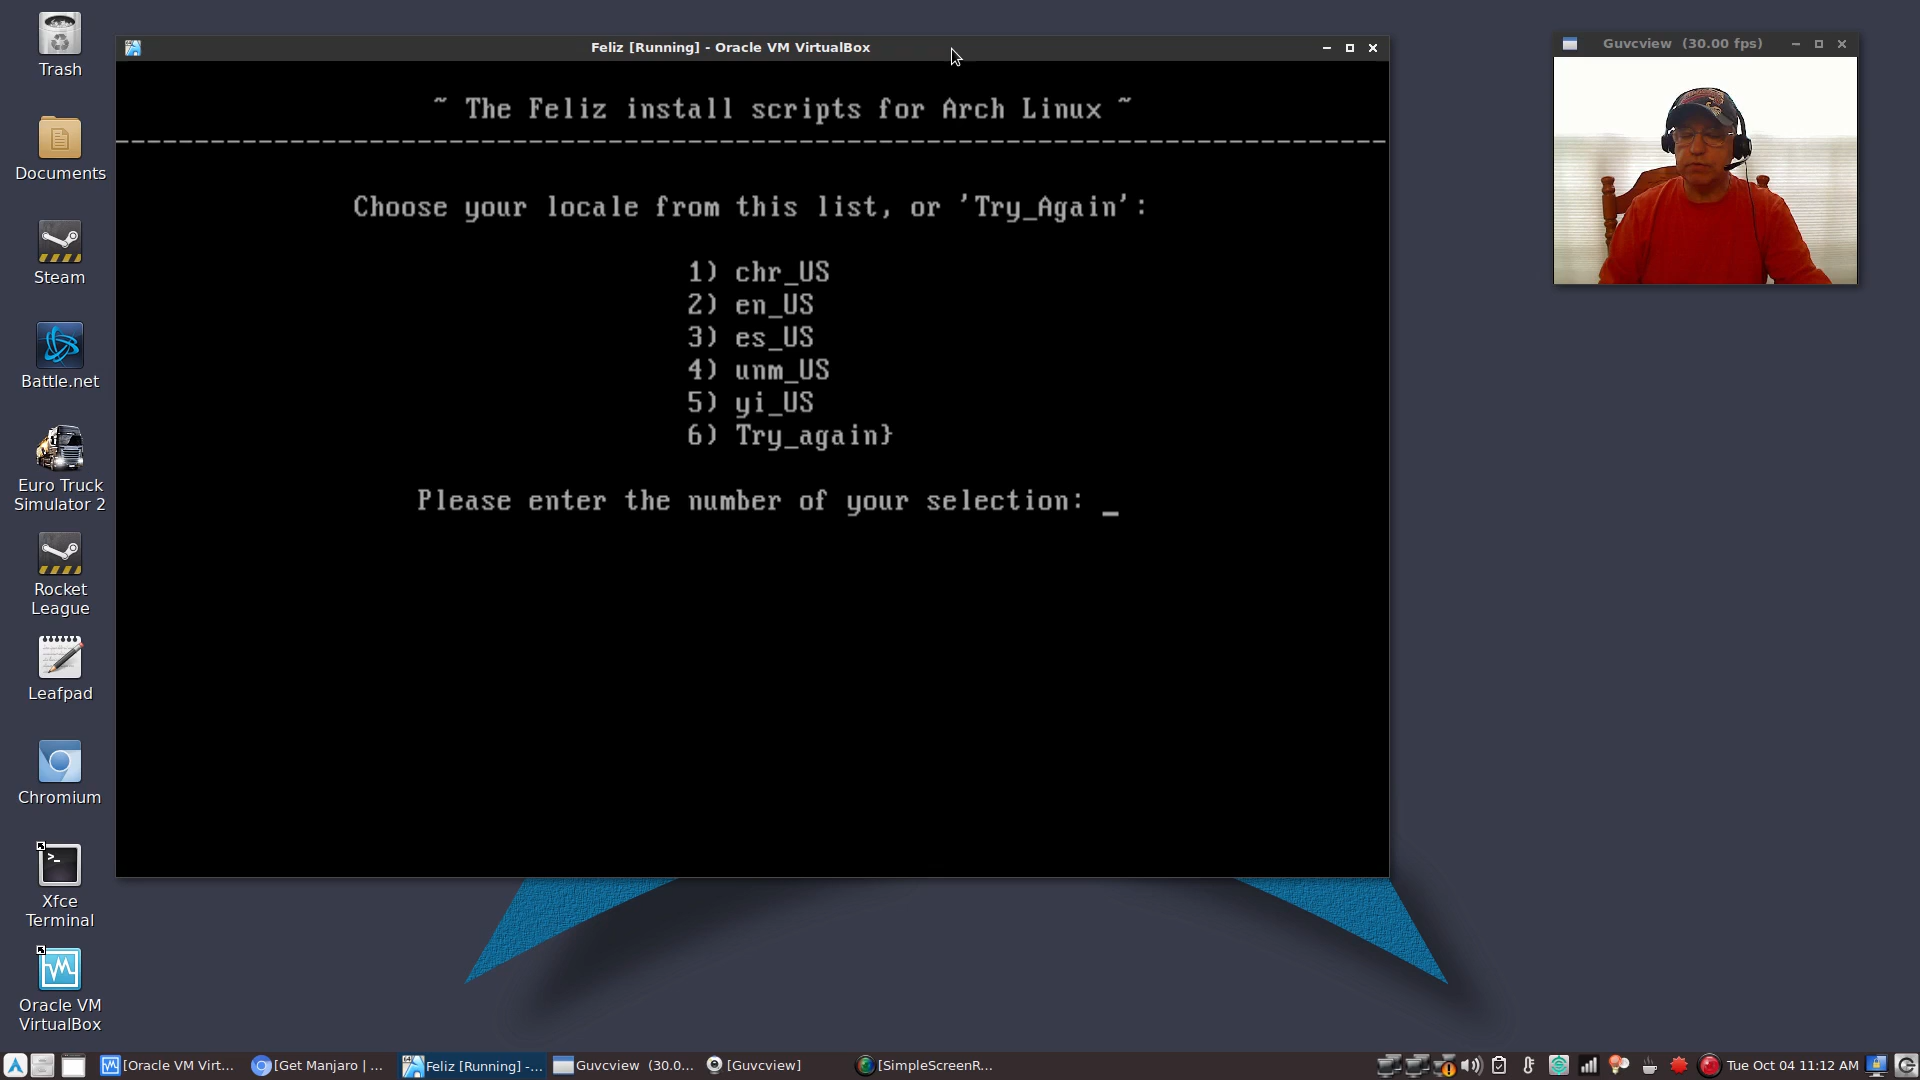 Trash
Documents
Steam
Battle.net
Euro Truck
Simulator 2
Rocket
League
Leafpad
Chromium
Xfce
Terminal
Oracle VM
VirtualBox
Feliz [Running] - Oracle VM VirtualBox
~ The Feliz install scripts for Arch Linux ~
Choose your locale from this list, or 'Try_Again':
1) chr_US
2) en_US
3) es_US
4) unm_US
5) yi_US
6) Try_again}
Please enter the number of your selection: _
Guvcview (30.00 fps)
[Oracle VM Virt... [Get Manjaro | ... Feliz [Running] -... Guvcview (30.0... [Guvcview] [SimpleScreenR... Tue Oct 04 11:12 AM